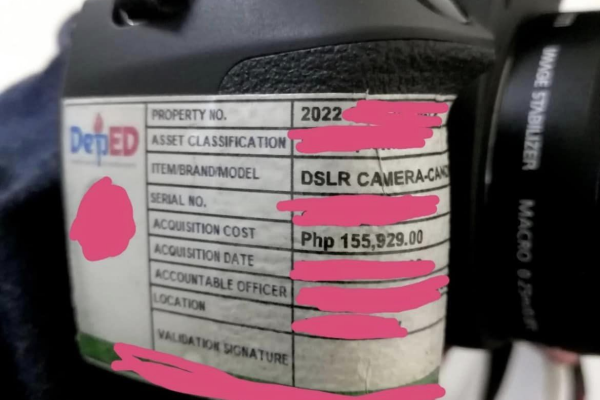 DepED
PROPERTY NO. 2022
ASSET CLASSIFICATION
ITEM/BRAND/MODEL DSLR CAMERA-CANO
SERIAL NO.
ACQUISITION COST Php 155,929.00
ACQUISITION DATE
ACCOUNTABLE OFFICER
LOCATION
VALIDATION SIGNATURE
IMAGE STABILIZER
MACRO